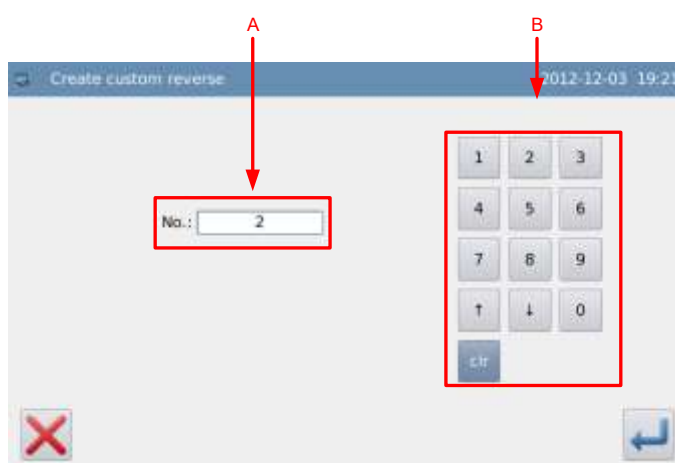 A B
Create custom reverse 2012-12-03 19:21
1 2 3
No.: 2
4 5 6
7 8 9
↑ ↓ 0
clr